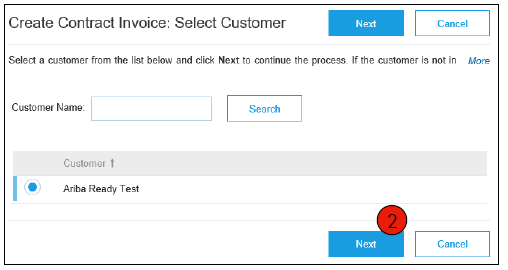 Create Contract Invoice: Select Customer Next Cancel
Select a customer from the list below and click Next to continue the process. If the customer is not in More
Customer Name: Search
Customer ↑
Ariba Ready Test
2
Next Cancel